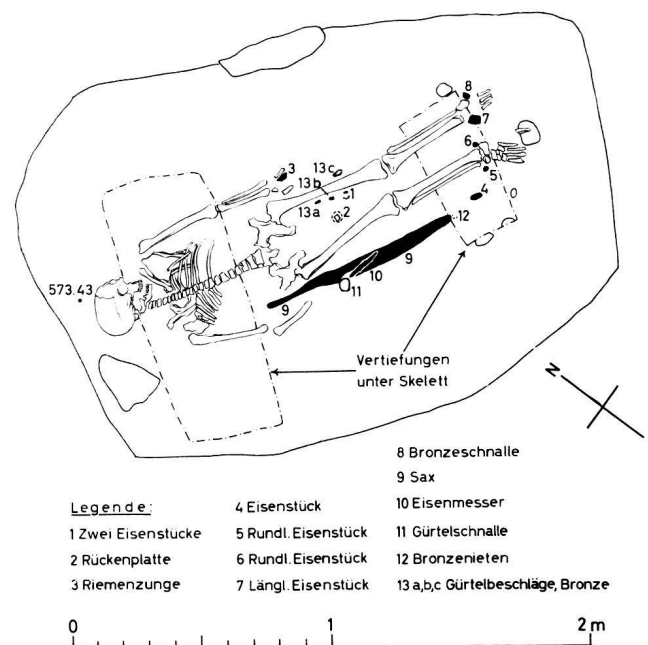 8
7
6
5
4
O
3
13c
13b
1
13a
2
12
9
10
11
9
573.43
Vertiefungen
unter Skelett
N
Legende:
1 Zwei Eisenstücke
2 Rückenplatte
3 Riemenzunge
4 Eisenstück
5 Rundl. Eisenstück
6 Rundl. Eisenstück
7 Längl. Eisenstück
8 Bronzeschnalle
9 Sax
10 Eisenmesser
11 Gürtelschnalle
12 Bronzenieten
13 a,b,c Gürtelbeschläge, Bronze
0 1 2 m